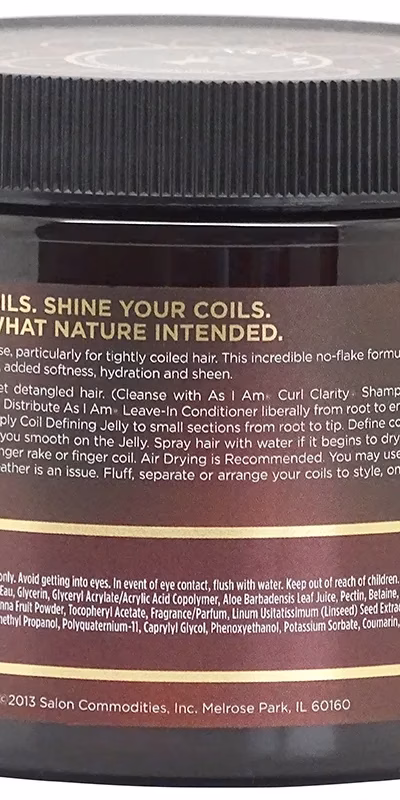 ILS. SHINE YOUR COILS.
WHAT NATURE INTENDED.
se, particularly for tightly coiled hair. This incredible no-flake formu
, added softness, hydration and sheen.
et detangled hair. (Cleanse with As I Am® Curl Clarity Shamp
Distribute As I Am® Leave-In Conditioner liberally from root to en
ply Coil Defining Jelly to small sections from root to tip. Define co
you smooth on the Jelly. Spray hair with water if it begins to dry
nger rake or finger coil. Air Drying is Recommended. You may use
eather is an issue. Fluff, separate or arrange your coils to style, on
only. Avoid getting into eyes. In event of eye contact, flush with water. Keep out of reach of children.
Eau, Glycerin, Glyceryl Acrylate/Acrylic Acid Copolymer, Aloe Barbadensis Leaf Juice, Pectin, Betaine,
nna Fruit Powder, Tocopheryl Acetate, Fragrance/Parfum, Linum Usitatissimum (Linseed) Seed Extra
methyl Propanol, Polyquaternium-11, Caprylyl Glycol, Phenoxyethanol, Potassium Sorbate, Coumarin,
©2013 Salon Commodities, Inc. Melrose Park, IL 60160